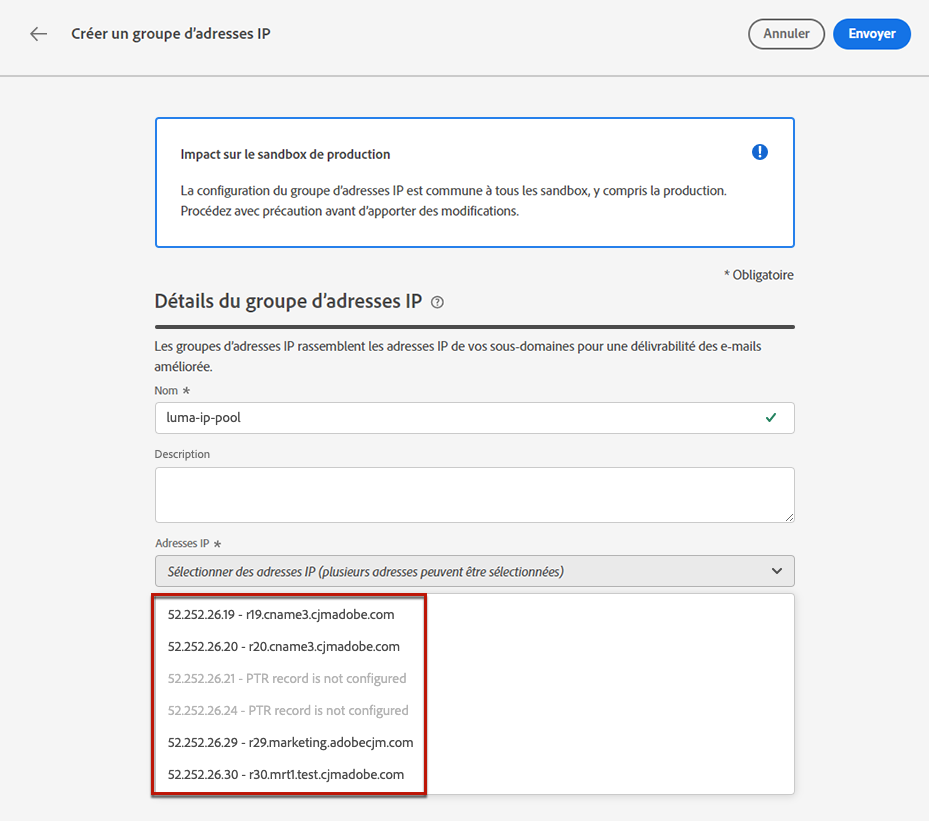 Créer un groupe d’adresses IP
Annuler
Envoyer
Impact sur le sandbox de production
La configuration du groupe d’adresses IP est commune à tous les sandbox, y compris la production.
Procédez avec précaution avant d’apporter des modifications.
* Obligatoire
Détails du groupe d’adresses IP
Les groupes d’adresses IP rassemblent les adresses IP de vos sous-domaines pour une délivrabilité des e-mails
améliorée.
Nom *
luma-ip-pool
Description
Adresses IP *
Sélectionner des adresses IP (plusieurs adresses peuvent être sélectionnées)
52.252.26.19 - r19.cname3.cjmadobe.com
52.252.26.20 - r20.cname3.cjmadobe.com
52.252.26.21 - PTR record is not configured
52.252.26.24 - PTR record is not configured
52.252.26.29 - r29.marketing.adobecjm.com
52.252.26.30 - r30.mrt1.test.cjmadobe.com